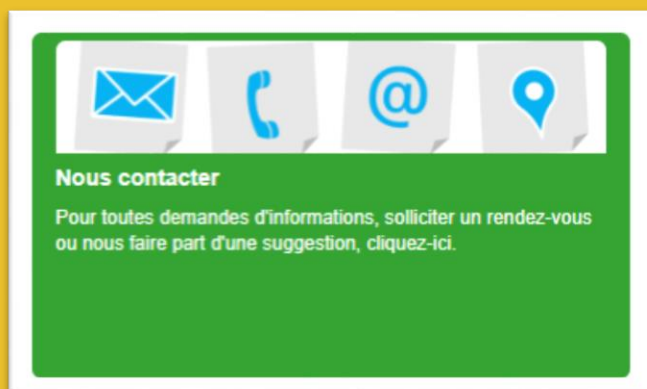 @
Nous contacter
Pour toutes demandes d'informations, solliciter un rendez-vous
ou nous faire part d'une suggestion, cliquez-ici.